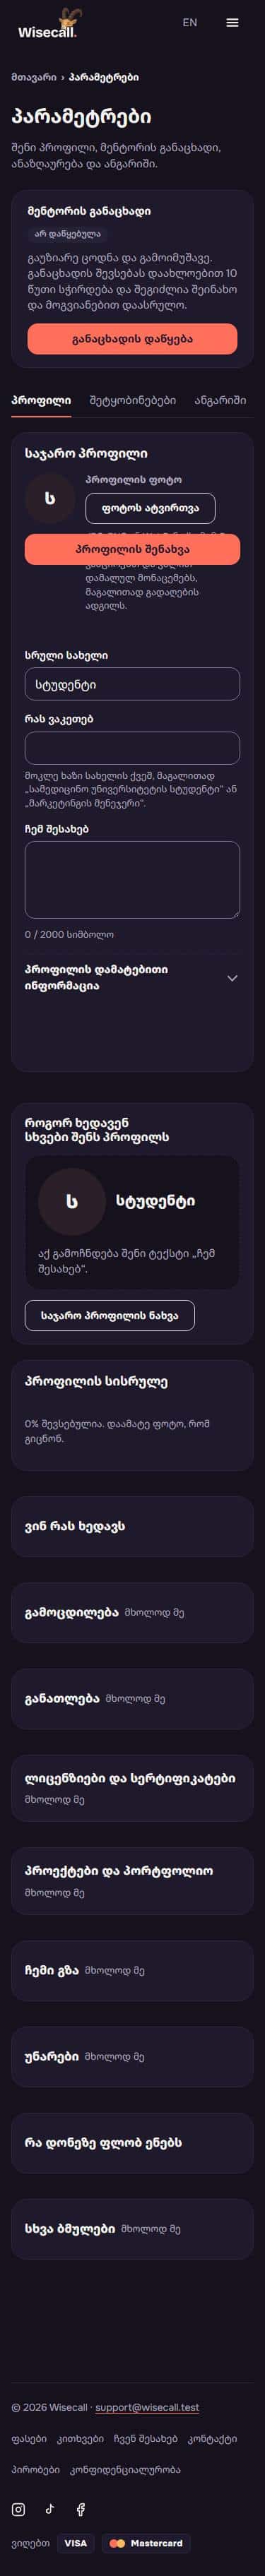 Wisecall.
EN
მთავარი › პარამეტრები
პარამეტრები
შენი პროფილი, მენტორის განაცხადი,
ანაზღაურება და ანგარიში.
მენტორის განაცხადი
არ დაწყებულა
გაუზიარე ცოდნა და გამოიმუშავე.
განაცხადის შევსებას დაახლოებით 10
წუთი სჭირდება და შეგიძლია შეინახო
და მოგვიანებით დაასრულო.
განაცხადის დაწყება
პროფილი შეტყობინებები ანგარიში
საჯარო პროფილი
ს
პროფილის ფოტო
ფოტოს ატვირთვა
პროფილის შენახვა
დამალულ მონაცემებს,
მაგალითად გადაღების
ადგილს.
სრული სახელი
სტუდენტი
რას ვაკეთებ
მოკლე ხაზი სახელის ქვეშ, მაგალითად
„სამედიცინო უნივერსიტეტის სტუდენტი“ ან
„მარკეტინგის მენეჯერი“.
ჩემ შესახებ
0 / 2000 სიმბოლო
პროფილის დამატებითი
ინფორმაცია
როგორ ხედავენ
სხვები შენს პროფილს
ს
სტუდენტი
აქ გამოჩნდება შენი ტექსტი „ჩემ
შესახებ“.
საჯარო პროფილის ნახვა
პროფილის სისრულე
0% შევსებულია. დაამატე ფოტო, რომ
გიცნონ.
ვინ რას ხედავს
გამოცდილება მხოლოდ მე
განათლება მხოლოდ მე
ლიცენზიები და სერტიფიკატები
მხოლოდ მე
პროექტები და პორტფოლიო
მხოლოდ მე
ჩემი გზა მხოლოდ მე
უნარები მხოლოდ მე
რა დონეზე ფლობ ენებს
სხვა ბმულები მხოლოდ მე
© 2026 Wisecall · support@wisecall.test
ფასები კითხვები ჩვენ შესახებ კონტაქტი
პირობები კონფიდენციალურობა
ვიღებთ VISA Mastercard